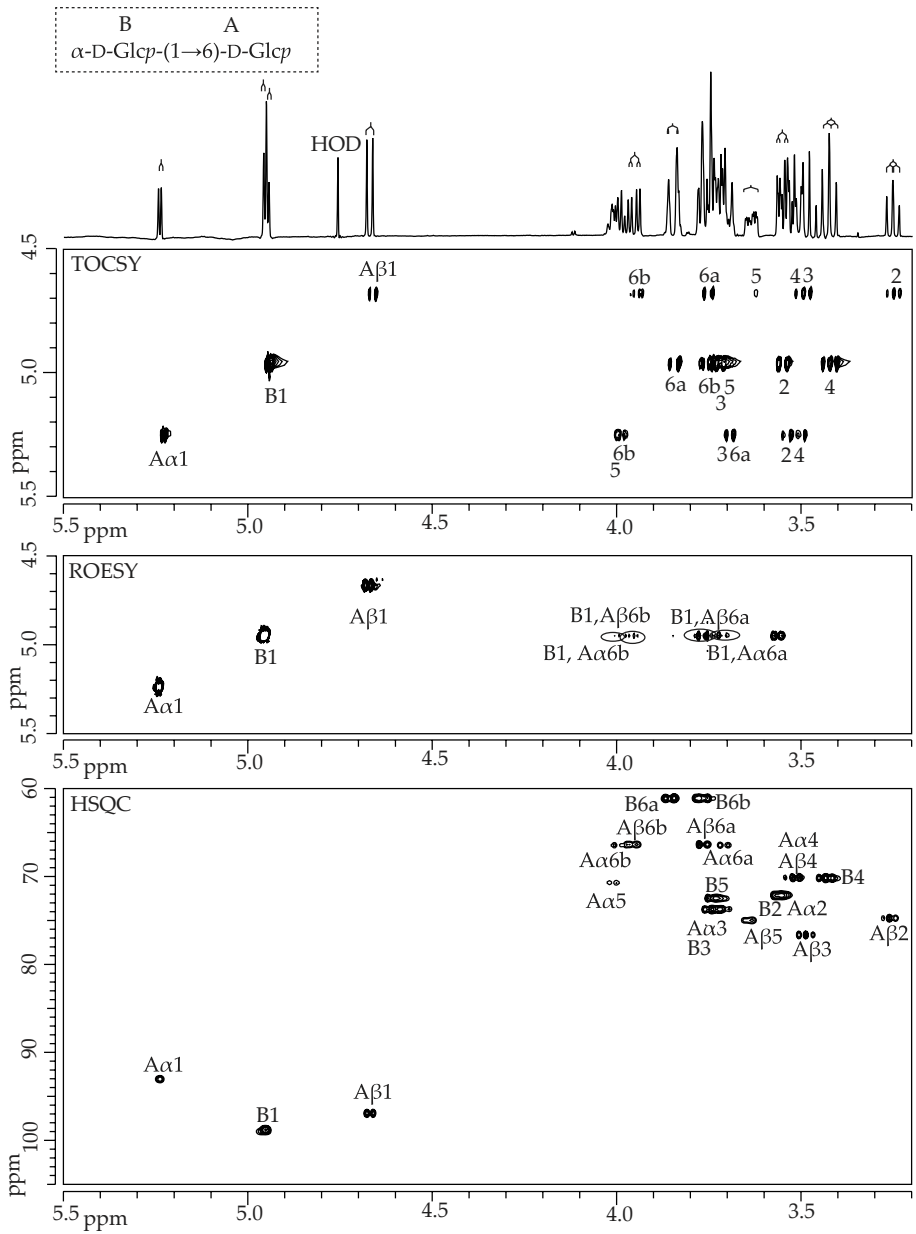 B A
α-D-Glcp-(1→6)-D-Glcp
HOD
4.5
TOCSY
Aβ1
6b 6a 5 4 3 2
5.0
B1
6a 6b 5 2 4
3
Aα1
6b 3 6a 2 4
5
ppm
5.5
5.5 ppm 5.0 4.5 4.0 3.5
4.5
ROESY
Aβ1
B1,Aβ6b B1,Aβ6a
5.0
B1
B1, Aα6b B1,Aα6a
Aα1
ppm
5.5
5.5 ppm 5.0 4.5 4.0 3.5
60
HSQC
B6a B6b
Aβ6b Aβ6a Aα4
Aα6b Aα6a Aβ4
70
B4
Aα5 B5
B2 Aα2
Aα3 Aβ5 Aβ3 Aβ2
B3
80
90
Aα1
Aβ1
B1
100
ppm
5.5 ppm 5.0 4.5 4.0 3.5